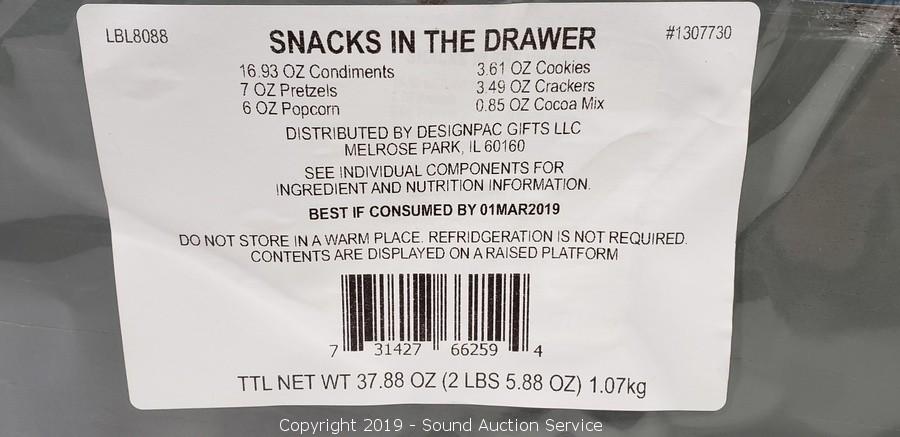 LBL8088
#1307730
SNACKS IN THE DRAWER
16.93 OZ Condiments
3.61 OZ Cookies
7 OZ Pretzels
3.49 OZ Crackers
6 OZ Popcorn
0.85 OZ Cocoa Mix
DISTRIBUTED BY DESIGNPAC GIFTS LLC
MELROSE PARK, IL 60160
SEE INDIVIDUAL COMPONENTS FOR
INGREDIENT AND NUTRITION INFORMATION.
BEST IF CONSUMED BY 01MAR2019
DO NOT STORE IN A WARM PLACE. REFRIDGERATION IS NOT REQUIRED.
CONTENTS ARE DISPLAYED ON A RAISED PLATFORM
7 31427 66259 4
TTL NET WT 37.88 OZ (2 LBS 5.88 OZ) 1.07kg
Copyright 2019 - Sound Auction Service